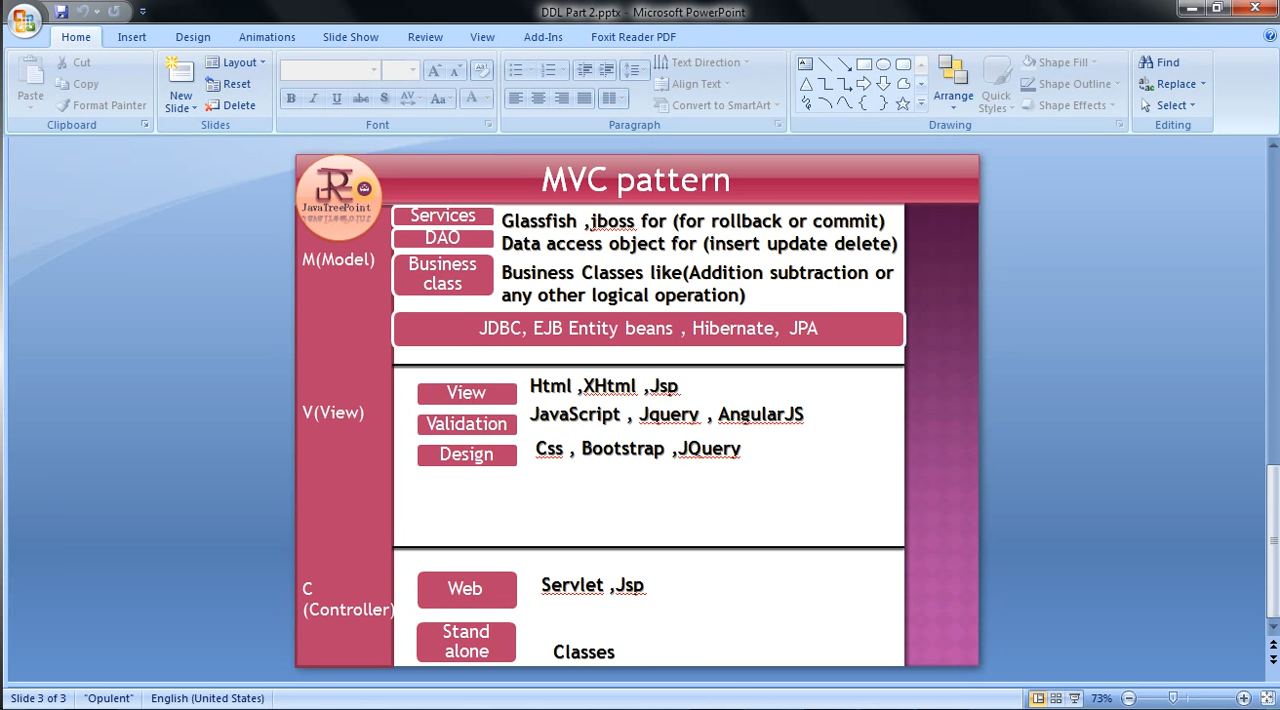 DDL Part 2.pptx - Microsoft PowerPoint
Home Insert Design Animations Slide Show Review View Add-Ins Foxit Reader PDF
Paste
Cut
Copy
Format Painter
Clipboard
New Slide
Layout
Reset
Delete
Slides
B I U abc S AV Aa A
Font
Text Direction
Align Text
Convert to SmartArt
Paragraph
Arrange
Quick Styles
Shape Fill
Shape Outline
Shape Effects
Drawing
Find
Replace
Select
Editing
MVC pattern
JR
JavaTreePoint
M(Model)
Services Glassfish ,jboss for (for rollback or commit)
DAO Data access object for (insert update delete)
Business class
Business Classes like(Addition subtraction or
any other logical operation)
JDBC, EJB Entity beans , Hibernate, JPA
V(View)
View Html ,XHtml ,Jsp
Validation JavaScript , Jquery , AngularJS
Design Css , Bootstrap ,JQuery
C
(Controller)
Web Servlet ,Jsp
Stand
alone
Classes
Slide 3 of 3 "Opulent" English (United States) 73%